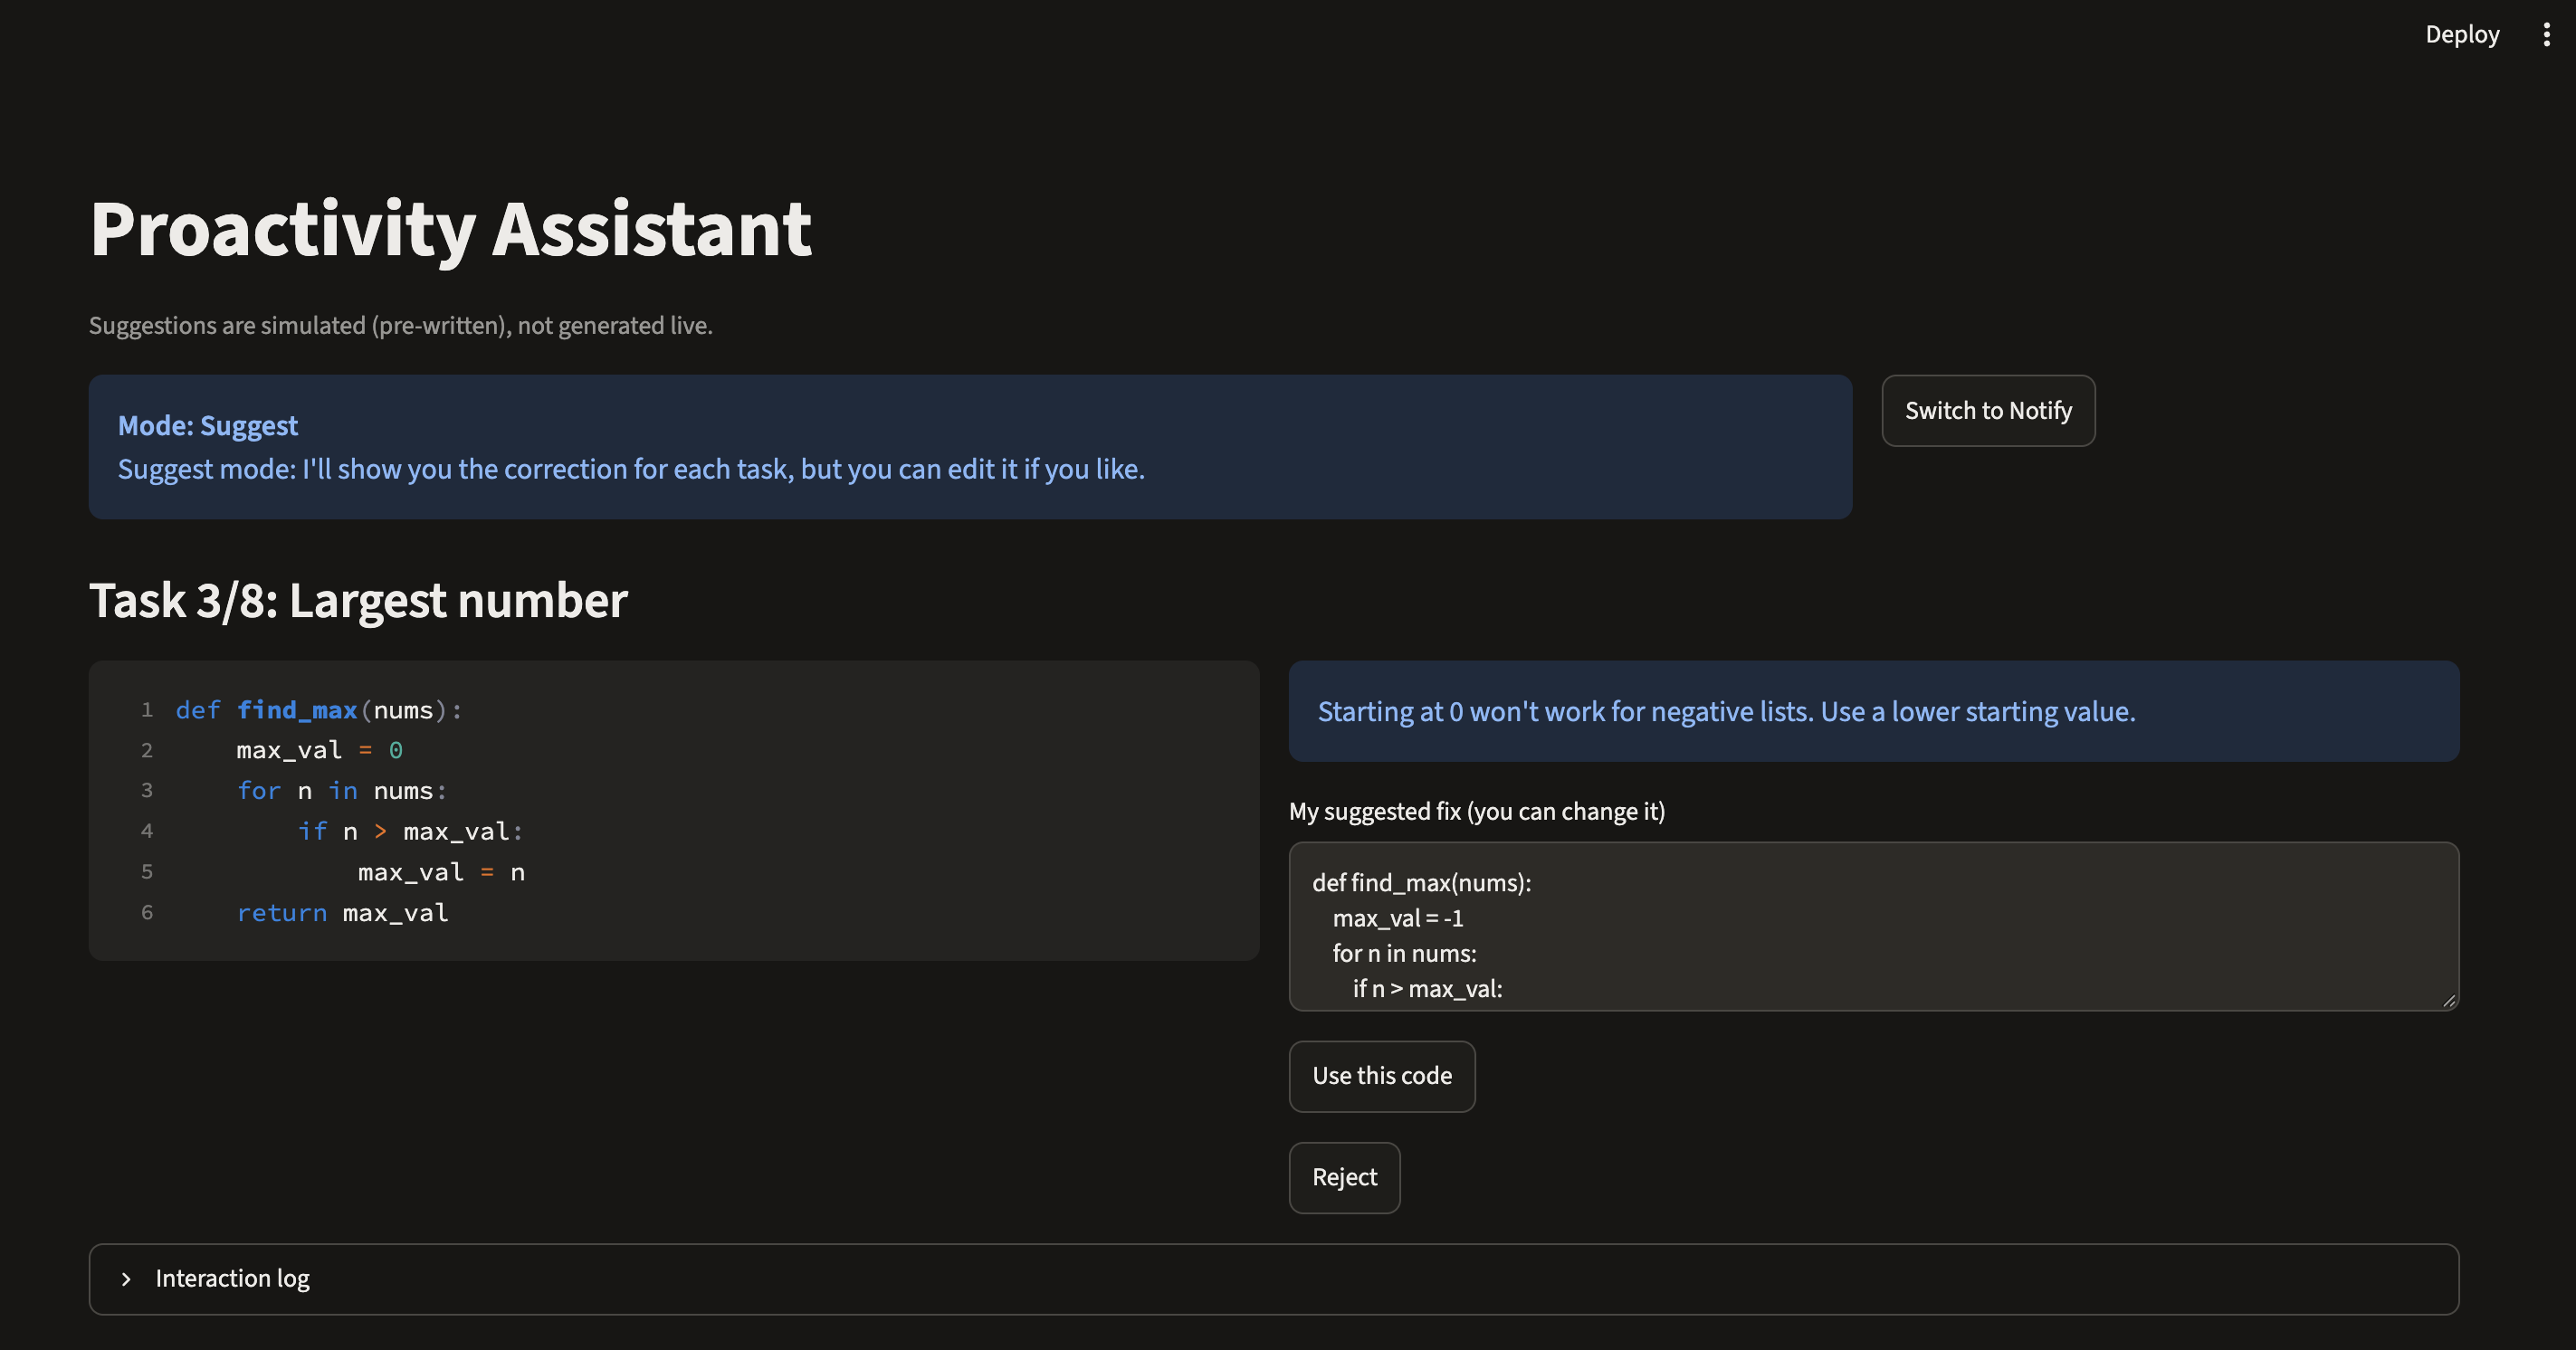 Deploy
Proactivity Assistant
Suggestions are simulated (pre-written), not generated live.
Mode: Suggest
Suggest mode: I'll show you the correction for each task, but you can edit it if you like.
Switch to Notify
Task 3/8: Largest number
1 def find_max(nums):
2     max_val = 0
3     for n in nums:
4         if n > max_val:
5             max_val = n
6     return max_val
Starting at 0 won't work for negative lists. Use a lower starting value.
My suggested fix (you can change it)
def find_max(nums):
    max_val = -1
    for n in nums:
        if n > max_val:
Use this code
Reject
Interaction log